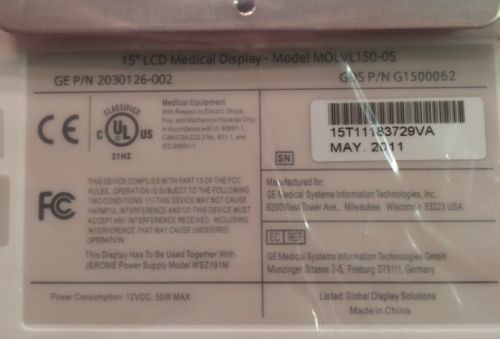 15" LCD Medical Display - Model MOLVL150-05
GE P/N 2030126-002
GDS P/N G1500062
CE
CLASSIFIED
C UL US
21HZ
Medical Equipment
With Respect to Electric Shock,
Fire, and Mechanical Hazards Only
In Accordance with UL 60601-1,
CAN/CSA C22.2 No. 601.1, and
IEC 60601-1
SN
15T11183729VA
MAY. 2011
FC
THIS DEVICE COMPLIES WITH PART 15 OF THE FCC
RULES. OPERATION IS SUBJECT TO THE FOLLOWING
TWO CONDITIONS: (1) THIS DEVICE MAY NOT CAUSE
HARMFUL INTERFERENCE AND (2) THIS DEVICE MUST
ACCEPT ANY INTERFERENCE RECEIVED, INCLUDING
INTERFERENCE THAT MAY CAUSE UNDESIRED
OPERATION.
This Display Has To Be Used Together With
JEROME Power Supply Model WSZ191M
Manufactured for:
GE Medical Systems Information Technologies, Inc.
8200 West Tower Ave., Milwaukee, Wisconsin 53223 USA
EC REP
GE Medical Systems Information Technologies GmbH
Munzinger Strasse 3-5, Freiburg D79111, Germany
Power Consumption: 12VDC, 50W MAX
Listed: Global Display Solutions
Made in China